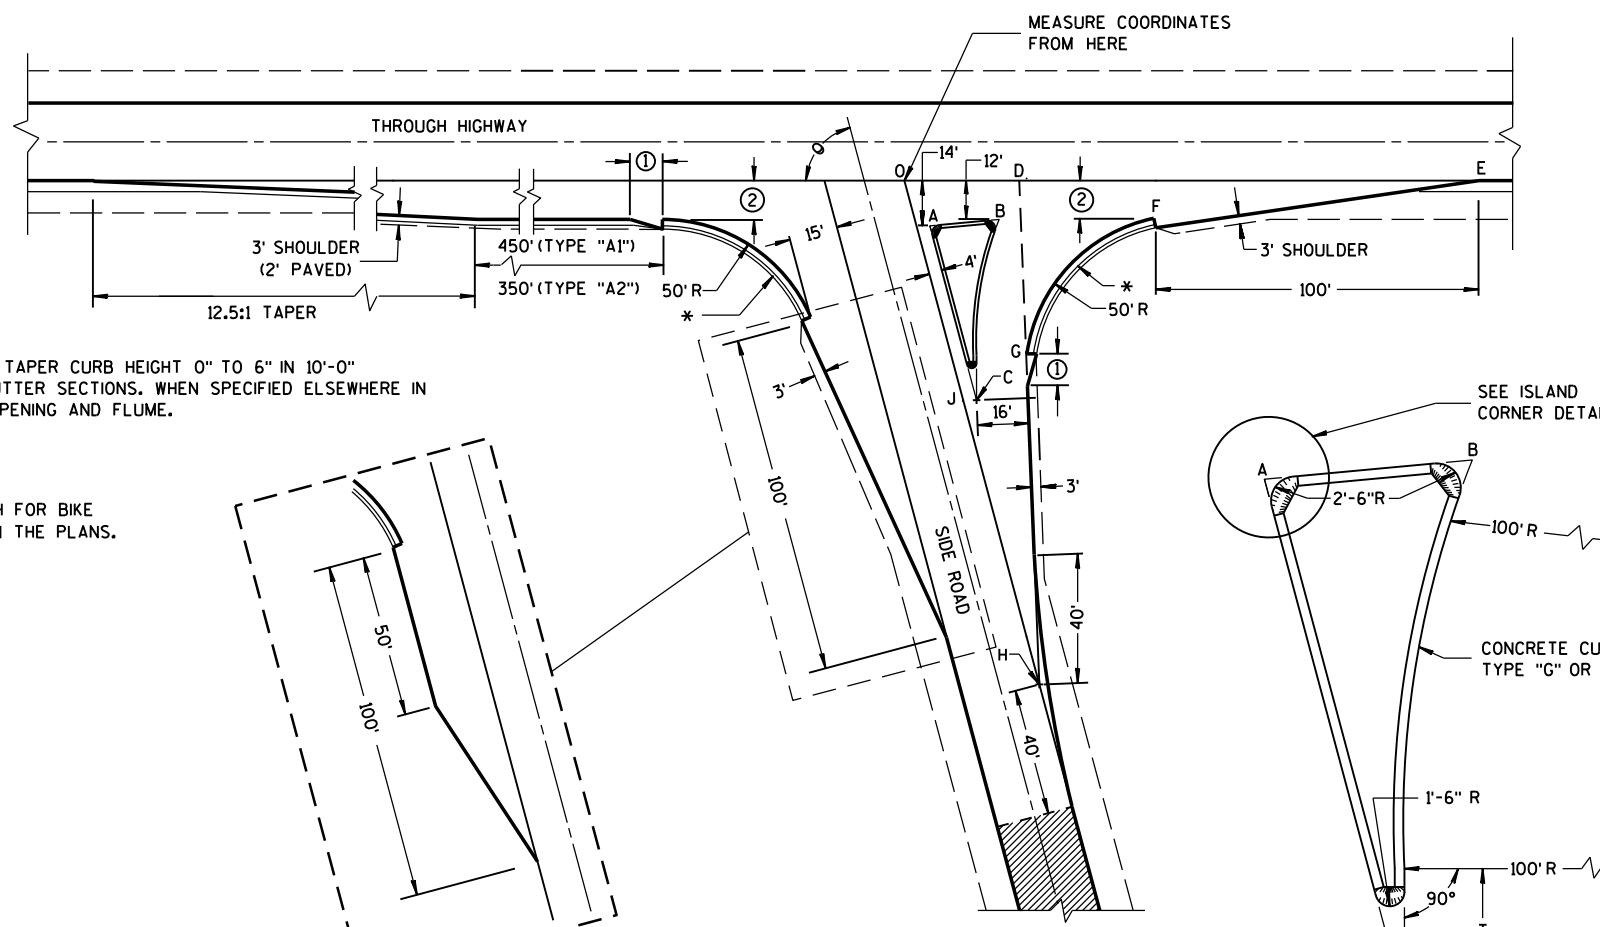 MEASURE COORDINATES
FROM HERE
THROUGH HIGHWAY
1
θ
O
14'
12'
D
E
2
A
B
2
F
15'
3' SHOULDER
(2' PAVED)
450' (TYPE "A1")
350' (TYPE "A2")
50' R
*
4'
*
50' R
3' SHOULDER
100'
12.5:1 TAPER
TAPER CURB HEIGHT 0" TO 6" IN 10'-0"
UTTER SECTIONS. WHEN SPECIFIED ELSEWHERE IN
PENING AND FLUME.
G
1
3'
C
J
16'
SEE ISLAND
CORNER DETA
A
B
2'-6"R
100' R
100'
3'
H FOR BIKE
THE PLANS.
SIDE ROAD
50'
100'
40'
H
40'
CONCRETE CU
TYPE "G" OR
1'-6" R
100' R
90°